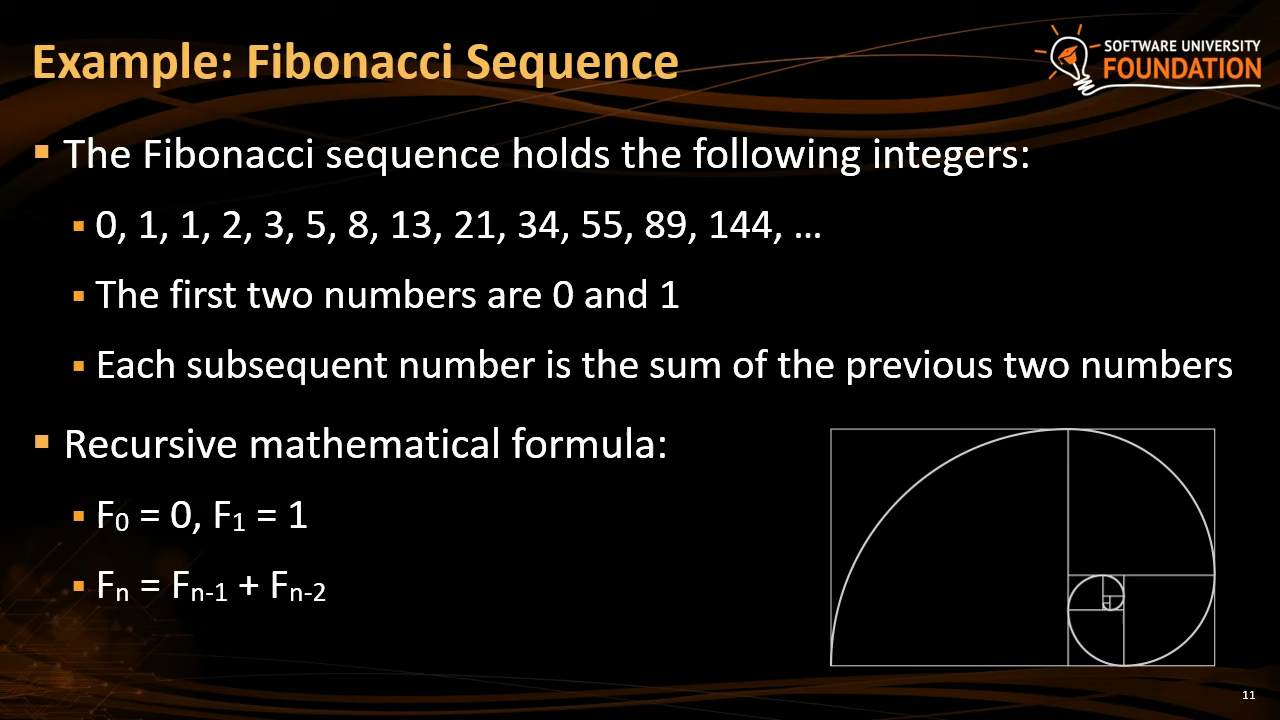 Example: Fibonacci Sequence
SOFTWARE UNIVERSITY
FOUNDATION
▪ The Fibonacci sequence holds the following integers:
▪ 0, 1, 1, 2, 3, 5, 8, 13, 21, 34, 55, 89, 144, …
▪ The first two numbers are 0 and 1
▪ Each subsequent number is the sum of the previous two numbers
▪ Recursive mathematical formula:
▪ F₀ = 0, F₁ = 1
▪ Fₙ = Fₙ₋₁ + Fₙ₋₂
11